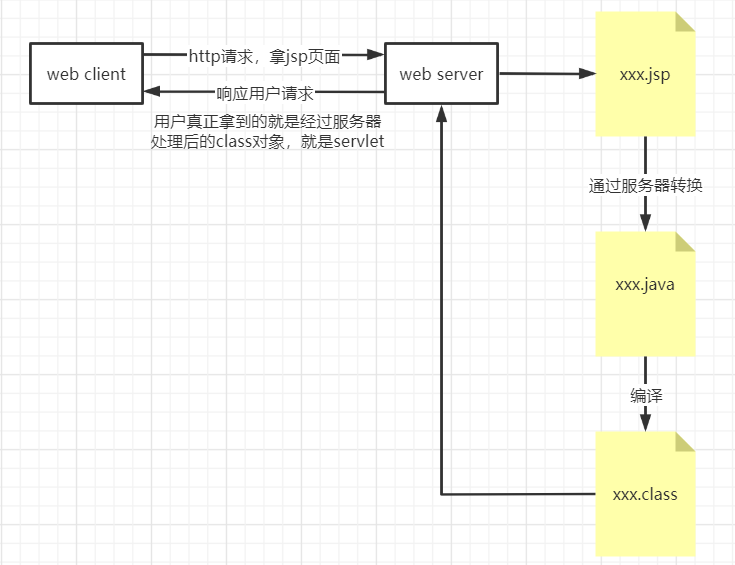 web client
http请求，拿jsp页面
响应用户请求
用户真正拿到的就是经过服务器
处理后的class对象，就是servlet
web server
xxx.jsp
通过服务器转换
xxx.java
编译
xxx.class